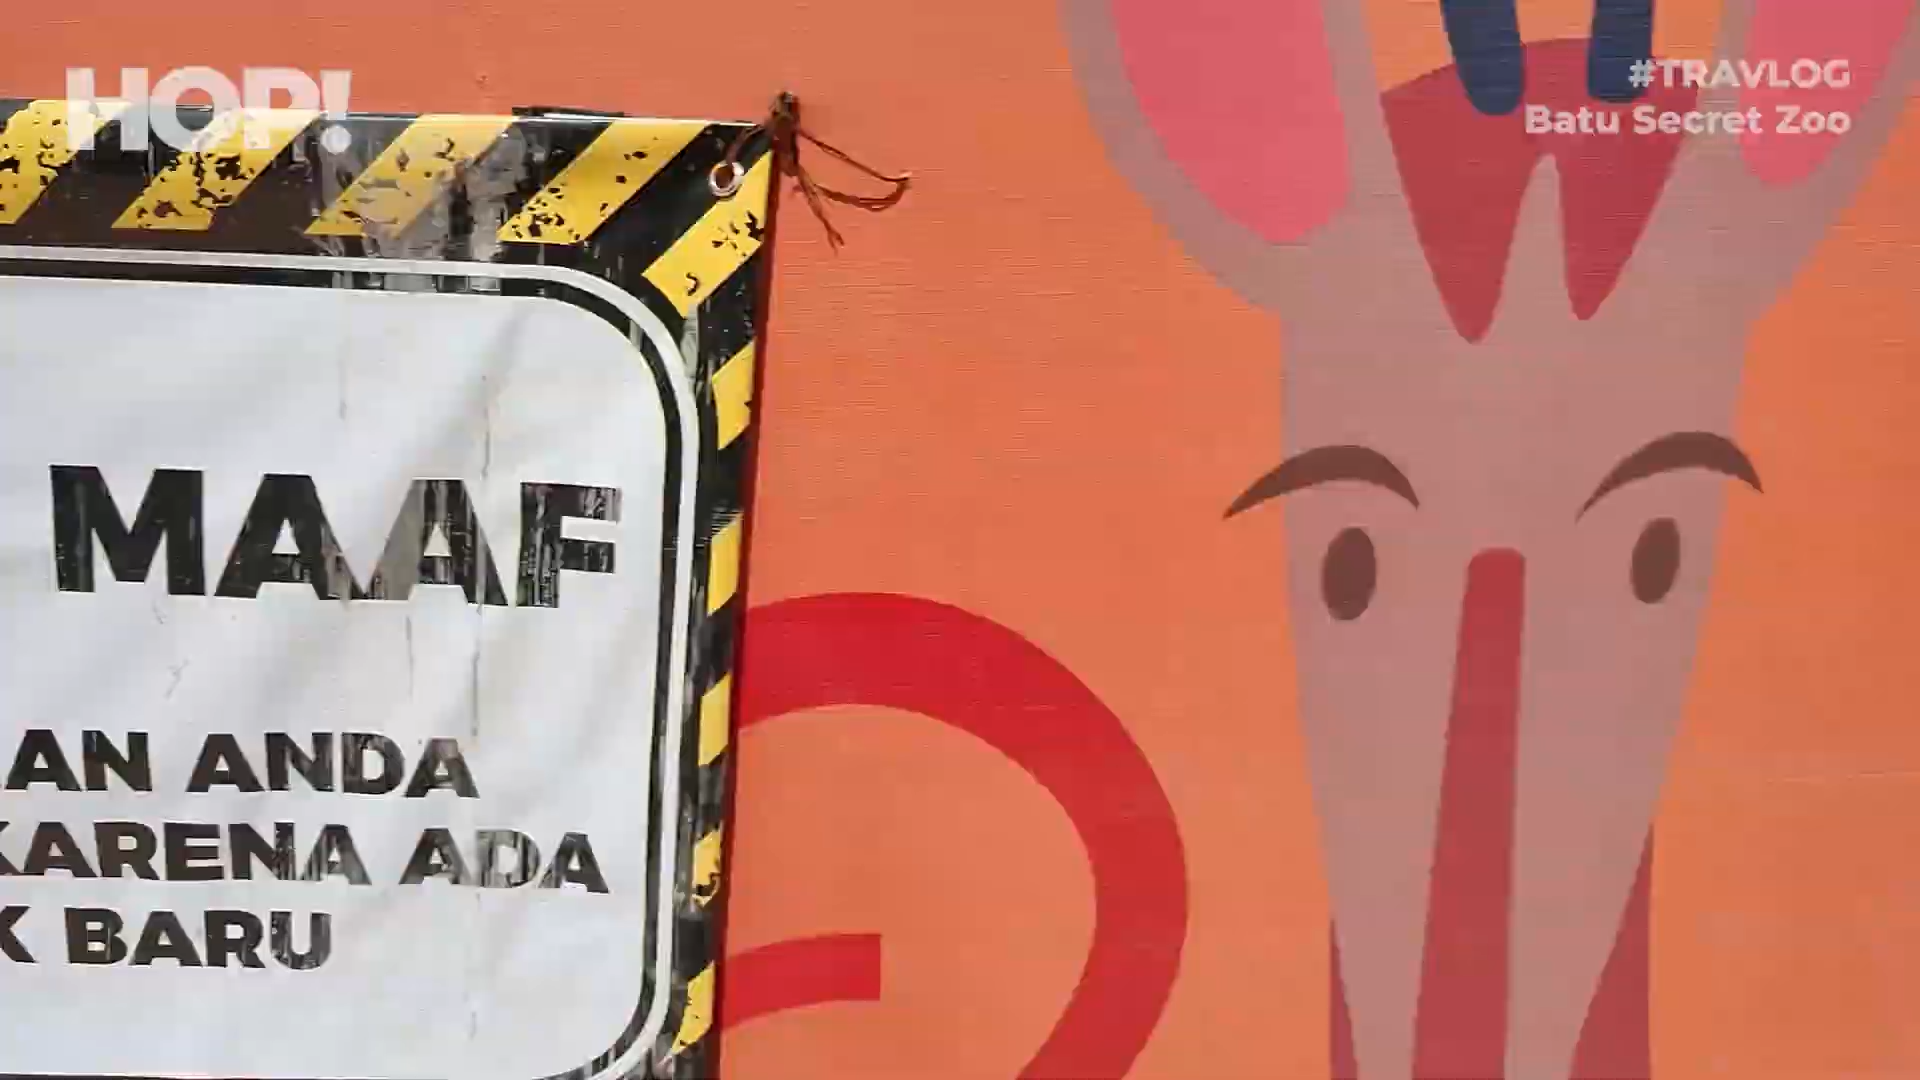 HOP!
#TRAVLOG
Batu Secret Zoo
MAAF
AN ANDA
KARENA ADA
K BARU